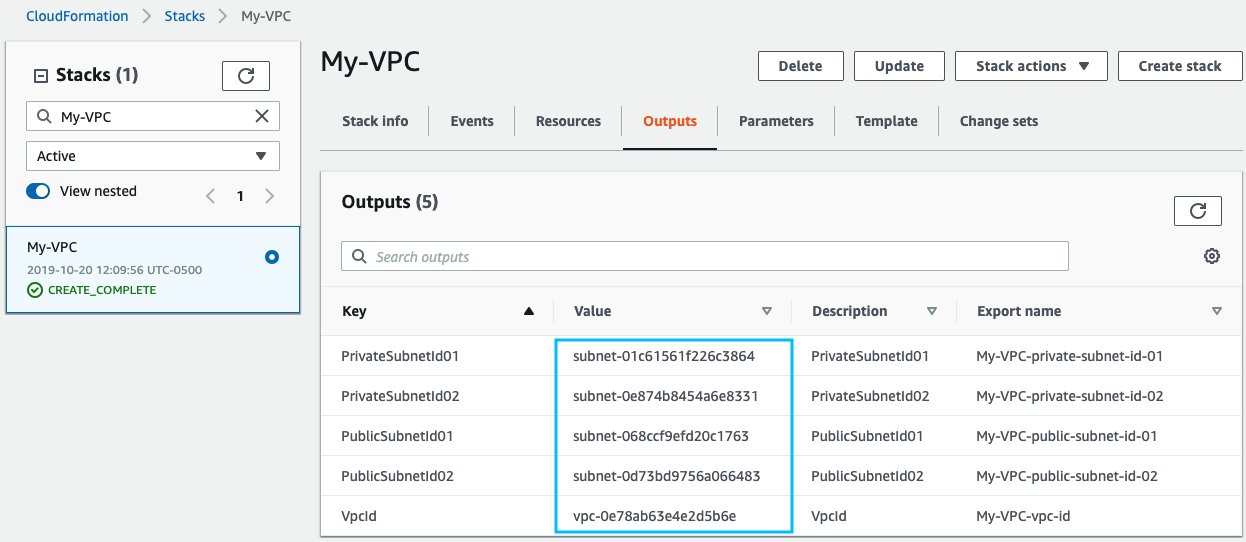 CloudFormation > Stacks > My-VPC
Stacks (1)
My-VPC
Active
View nested
1
My-VPC
2019-10-20 12:09:56 UTC-0500
CREATE_COMPLETE
My-VPC
Delete Update Stack actions Create stack
Stack info Events Resources Outputs Parameters Template Change sets
Outputs (5)
Search outputs
Key Value Description Export name
PrivateSubnetId01 subnet-01c61561f226c3864 PrivateSubnetId01 My-VPC-private-subnet-id-01
PrivateSubnetId02 subnet-0e874b8454a6e8331 PrivateSubnetId02 My-VPC-private-subnet-id-02
PublicSubnetId01 subnet-068ccf9efd20c1763 PublicSubnetId01 My-VPC-public-subnet-id-01
PublicSubnetId02 subnet-0d73bd9756a066483 PublicSubnetId02 My-VPC-public-subnet-id-02
VpcId vpc-0e78ab63e4e2d5b6e VpcId My-VPC-vpc-id